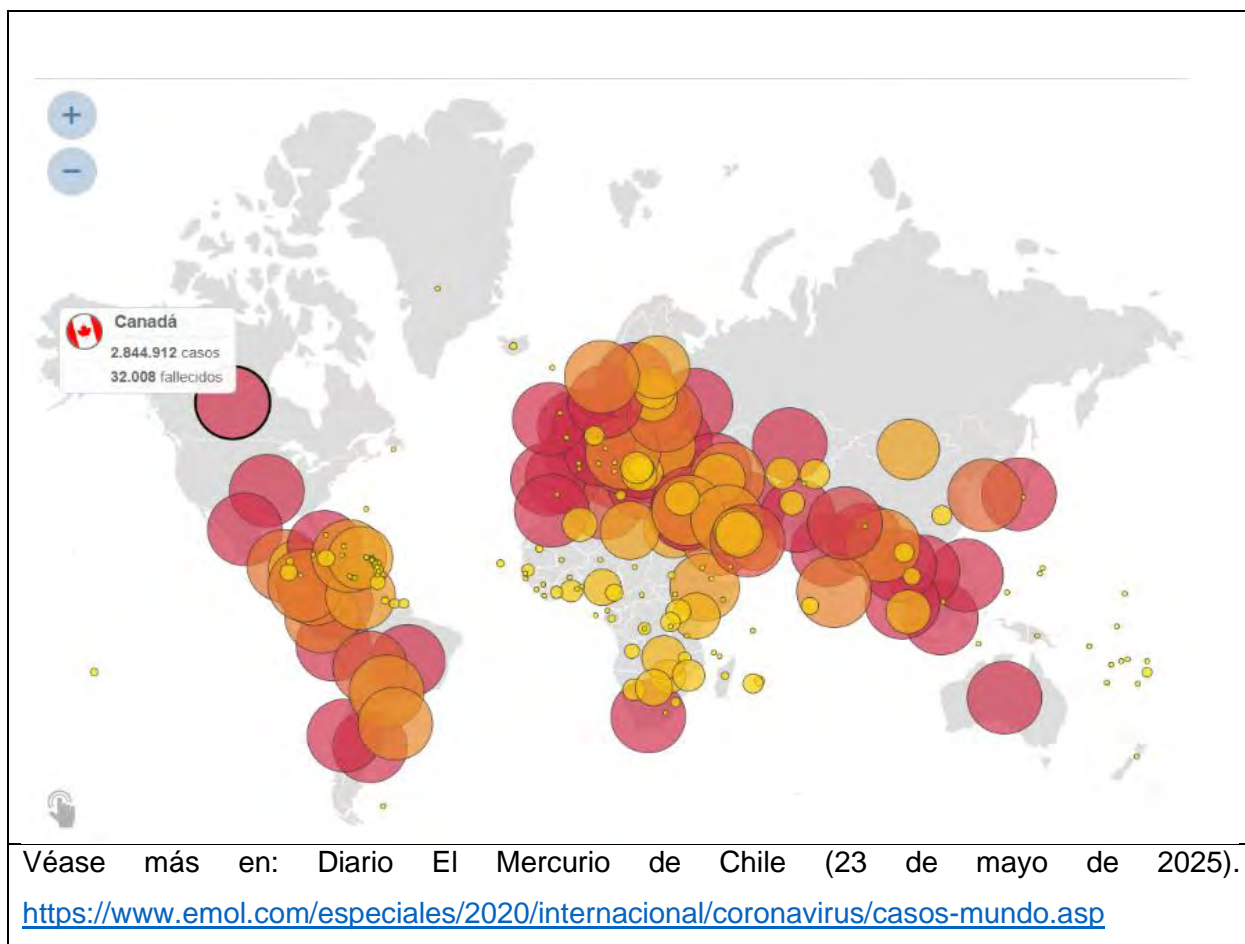 +
−
Canadá
2.844.912 casos
32.008 fallecidos
Véase más en: Diario El Mercurio de Chile (23 de mayo de 2025).
https://www.emol.com/especiales/2020/internacional/coronavirus/casos-mundo.asp